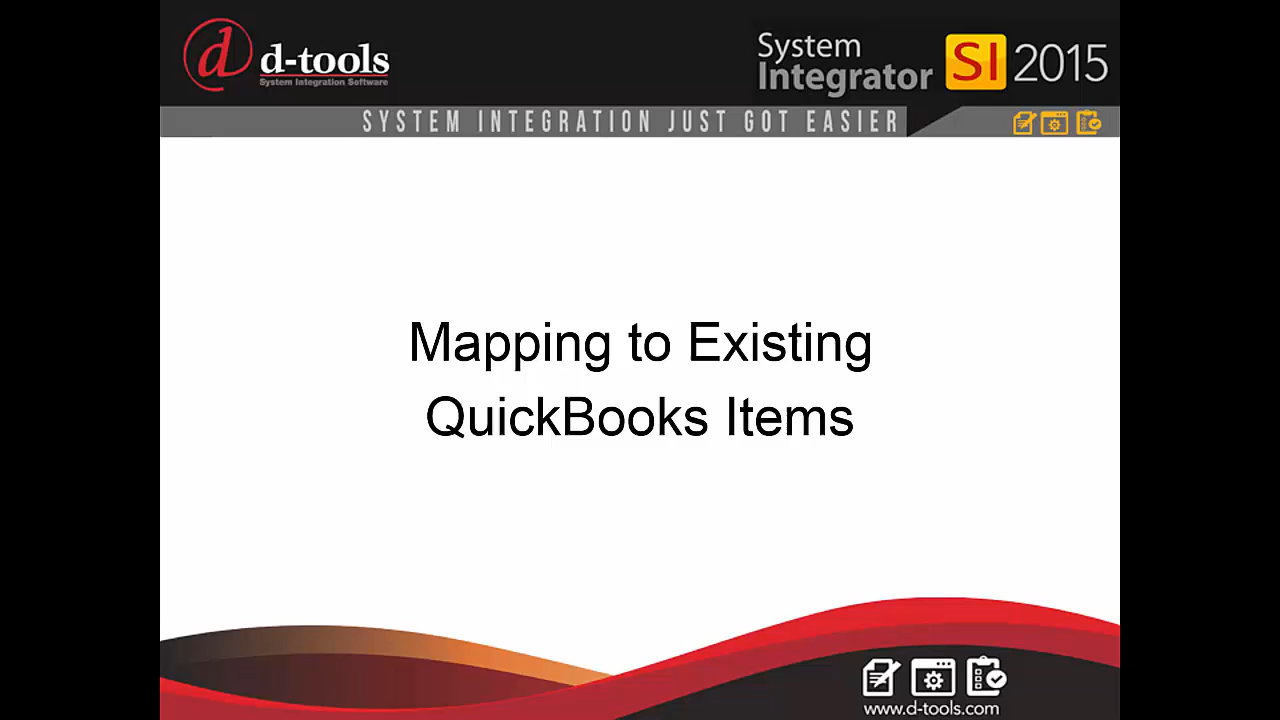 d d-tools
System Integration Software
System
Integrator SI 2015
SYSTEM INTEGRATION JUST GOT EASIER
Mapping to Existing
QuickBooks Items
www.d-tools.com